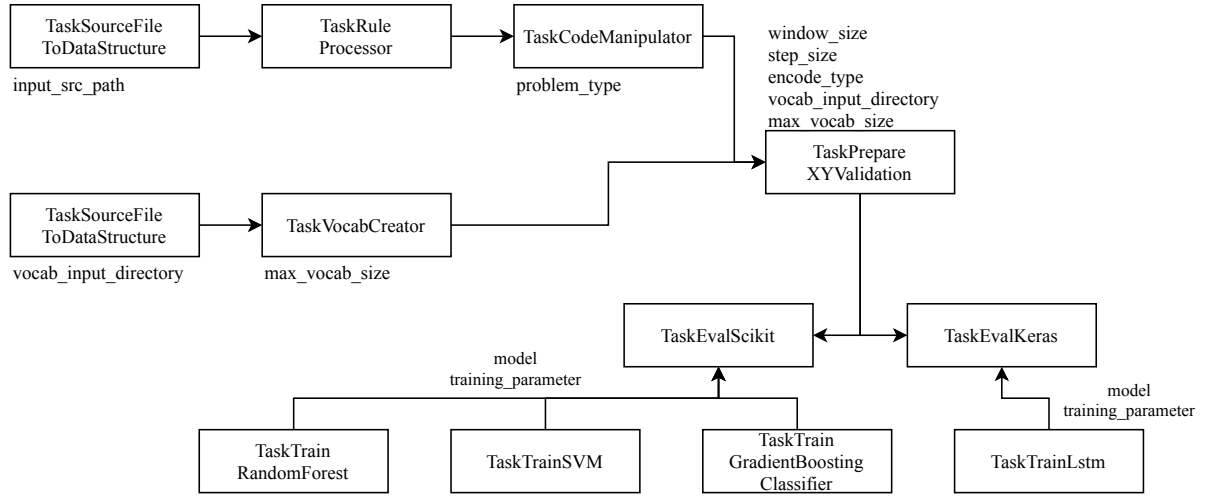 TaskSourceFile
ToDataStructure
input_src_path
TaskRule
Processor
TaskCodeManipulator
problem_type
window_size
step_size
encode_type
vocab_input_directory
max_vocab_size
TaskPrepare
XYValidation
TaskSourceFile
ToDataStructure
vocab_input_directory
TaskVocabCreator
max_vocab_size
TaskEvalScikit
TaskEvalKeras
model
training_parameter
model
training_parameter
TaskTrain
RandomForest
TaskTrainSVM
TaskTrain
GradientBoosting
Classifier
TaskTrainLstm